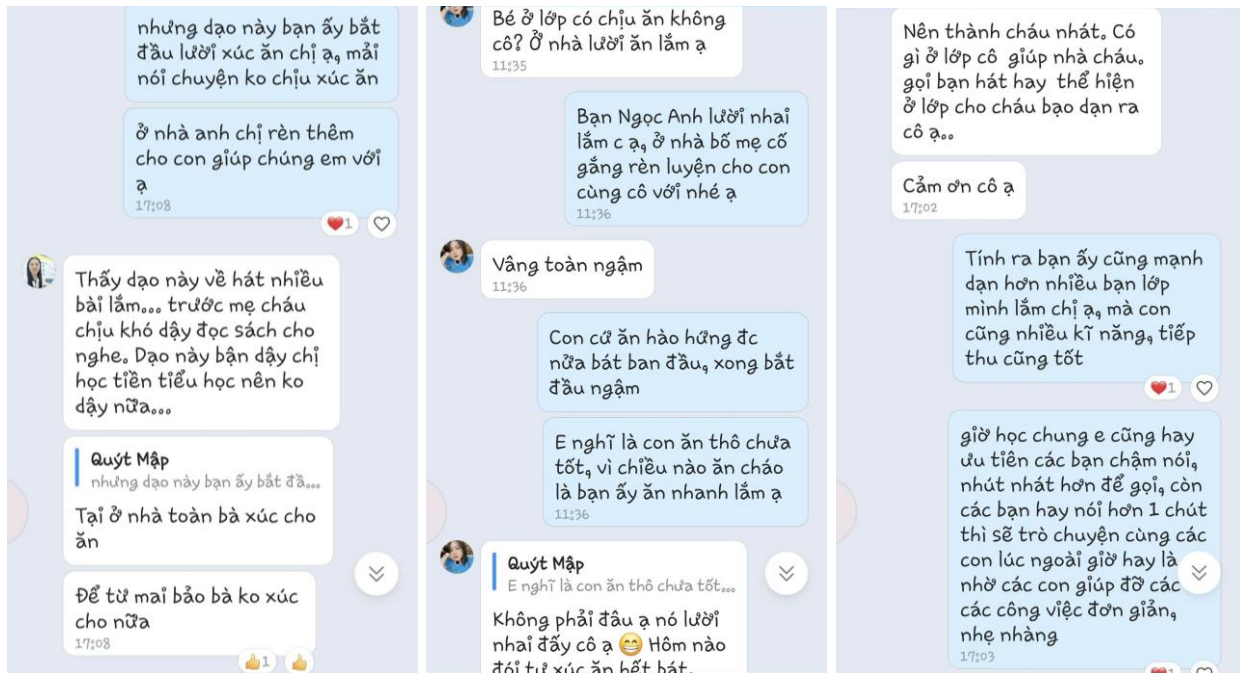 nhưng dạo này bạn ấy bắt
đầu lười xúc ăn chị ạ, mải
nói chuyện ko chịu xúc ăn
ở nhà anh chị rèn thêm
cho con giúp chúng em với
ạ
17:08
1
Thấy dạo này về hát nhiều
bài lắm... trước mẹ cháu
chịu khó dậy đọc sách cho
nghe. Dạo này bận dậy chị
học tiền tiểu học nên ko
dậy nữa...
Quýt Mập
nhưng dạo này bạn ấy bắt đầ...
Tại ở nhà toàn bà xúc cho
ăn
Để từ mai bảo bà ko xúc
cho nữa
17:08
1
Bé ở lớp có chịu ăn không
cô? Ở nhà lười ăn lắm ạ
11:35
Bạn Ngọc Anh lười nhai
lắm c ạ, ở nhà bố mẹ cố
gắng rèn luyện cho con
cùng cô với nhé ạ
11:36
Vâng toàn ngậm
11:36
Con cứ ăn hào hứng đc
nửa bát ban đầu, xong bắt
đầu ngậm
E nghĩ là con ăn thô chưa
tốt, vì chiều nào ăn cháo
là bạn ấy ăn nhanh lắm ạ
11:36
Quýt Mập
E nghĩ là con ăn thô chưa tốt...
Không phải đâu ạ nó lười
nhai đấy cô ạ 😁 Hôm nào
đói tự xúc ăn hết bát.
Nên thành cháu nhát. Có
gì ở lớp cô giúp nhà cháu.
gọi bạn hát hay thể hiện
ở lớp cho cháu bạo dạn ra
cô ạ..
Cảm ơn cô ạ
17:02
Tính ra bạn ấy cũng mạnh
dạn hơn nhiều bạn lớp
mình lắm chị ạ, mà con
cũng nhiều kĩ năng, tiếp
thu cũng tốt
1
giờ học chung e cũng hay
ưu tiên các bạn chậm nói,
nhút nhát hơn để gọi, còn
các bạn hay nói hơn 1 chút
thì sẽ trò chuyện cùng các
con lúc ngoài giờ hay là
nhờ các con giúp đỡ các
các công việc đơn giản,
nhẹ nhàng
17:03